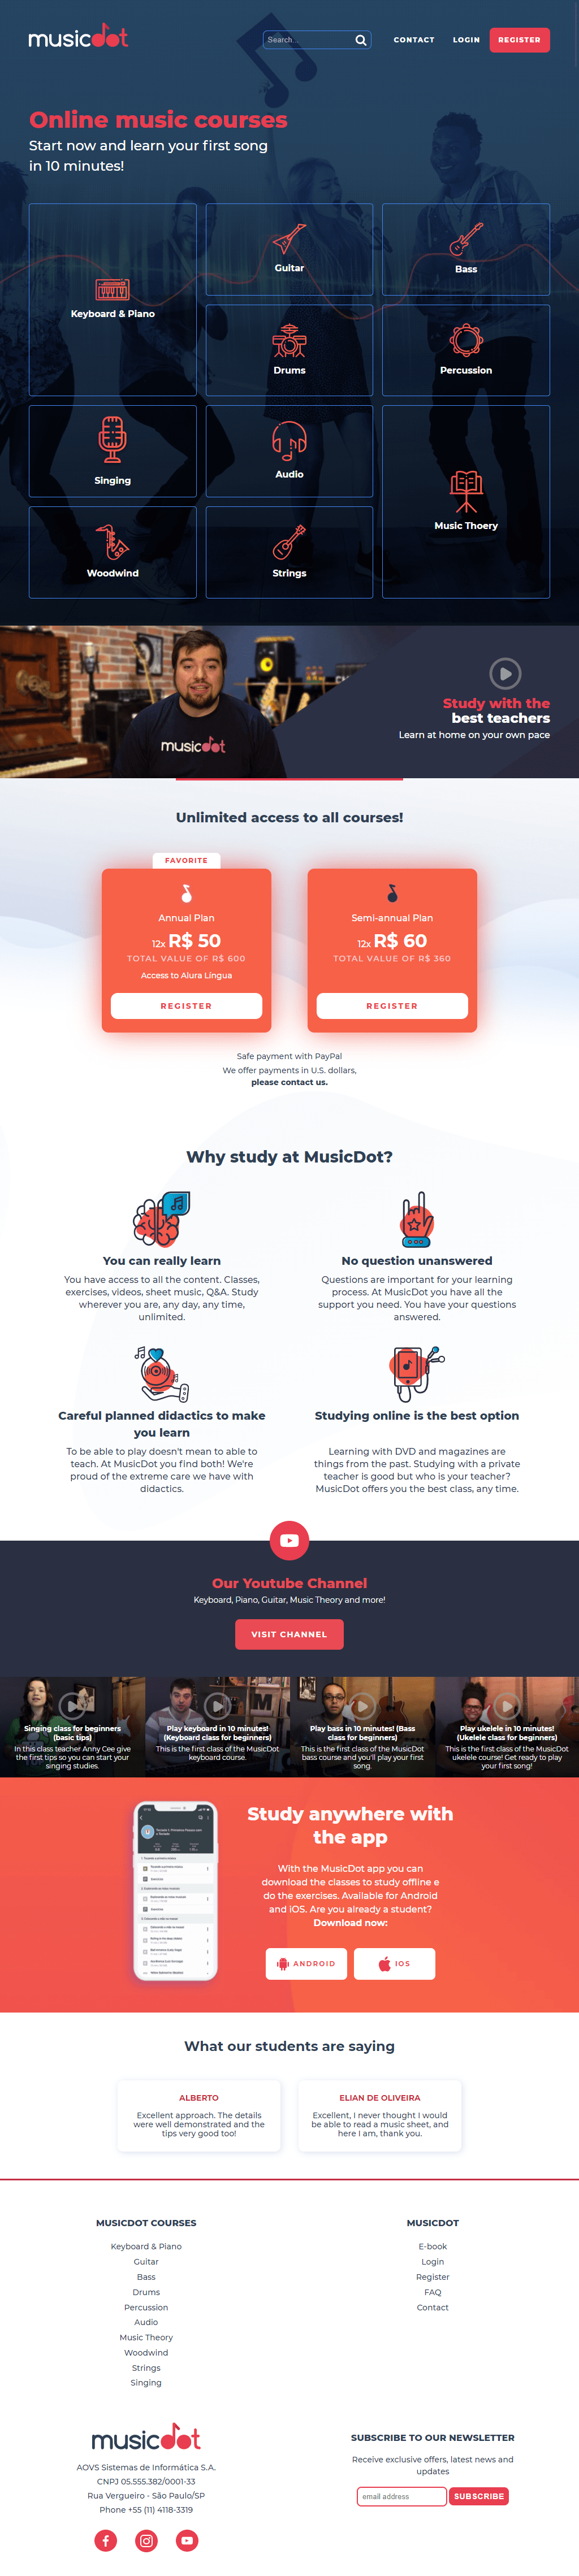 musicdot
Search...
CONTACT
LOGIN
REGISTER
Online music courses
Start now and learn your first song
in 10 minutes!
Keyboard & Piano
Guitar
Bass
Drums
Percussion
Singing
Audio
Music Thoery
Woodwind
Strings
musicdot
Study with the
best teachers
Learn at home on your own pace
Unlimited access to all courses!
FAVORITE
Annual Plan
12x R$ 50
TOTAL VALUE OF R$ 600
Access to Alura Língua
REGISTER
Semi-annual Plan
12x R$ 60
TOTAL VALUE OF R$ 360
REGISTER
Safe payment with PayPal
We offer payments in U.S. dollars,
please contact us.
Why study at MusicDot?
You can really learn
You have access to all the content. Classes,
exercises, videos, sheet music, Q&A. Study
wherever you are, any day, any time,
unlimited.
No question unanswered
Questions are important for your learning
process. At MusicDot you have all the
support you need. You have your questions
answered.
Careful planned didactics to make
you learn
To be able to play doesn't mean to able to
teach. At MusicDot you find both! We're
proud of the extreme care we have with
didactics.
Studying online is the best option
Learning with DVD and magazines are
things from the past. Studying with a private
teacher is good but who is your teacher?
MusicDot offers you the best class, any time.
Our Youtube Channel
Keyboard, Piano, Guitar, Music Theory and more!
VISIT CHANNEL
Singing class for beginners
(basic tips)
In this class teacher Anny Cee give
the first tips so you can start your
singing studies.
Play keyboard in 10 minutes!
(Keyboard class for beginners)
This is the first class of the MusicDot
keyboard course.
Play bass in 10 minutes! (Bass
class for beginners)
This is the first class of the MusicDot
bass course and you'll play your first
song.
Play ukelele in 10 minutes!
(Ukelele class for beginners)
This is the first class of the MusicDot
ukulele course! Get ready to play
your first song!
Study anywhere with
the app
With the MusicDot app you can
download the classes to study offline e
do the exercises. Available for Android
and iOS. Are you already a student?
Download now:
ANDROID
IOS
What our students are saying
ALBERTO
Excellent approach. The details
were well demonstrated and the
tips very good too!
ELIAN DE OLIVEIRA
Excellent, I never thought I would
be able to read a music sheet, and
here I am, thank you.
MUSICDOT COURSES
Keyboard & Piano
Guitar
Bass
Drums
Percussion
Audio
Music Theory
Woodwind
Strings
Singing
MUSICDOT
E-book
Login
Register
FAQ
Contact
musicdot
AOVS Sistemas de Informática S.A.
CNPJ 05.555.382/0001-33
Rua Vergueiro - São Paulo/SP
Phone +55 (11) 4118-3319
SUBSCRIBE TO OUR NEWSLETTER
Receive exclusive offers, latest news and
updates
email address
SUBSCRIBE